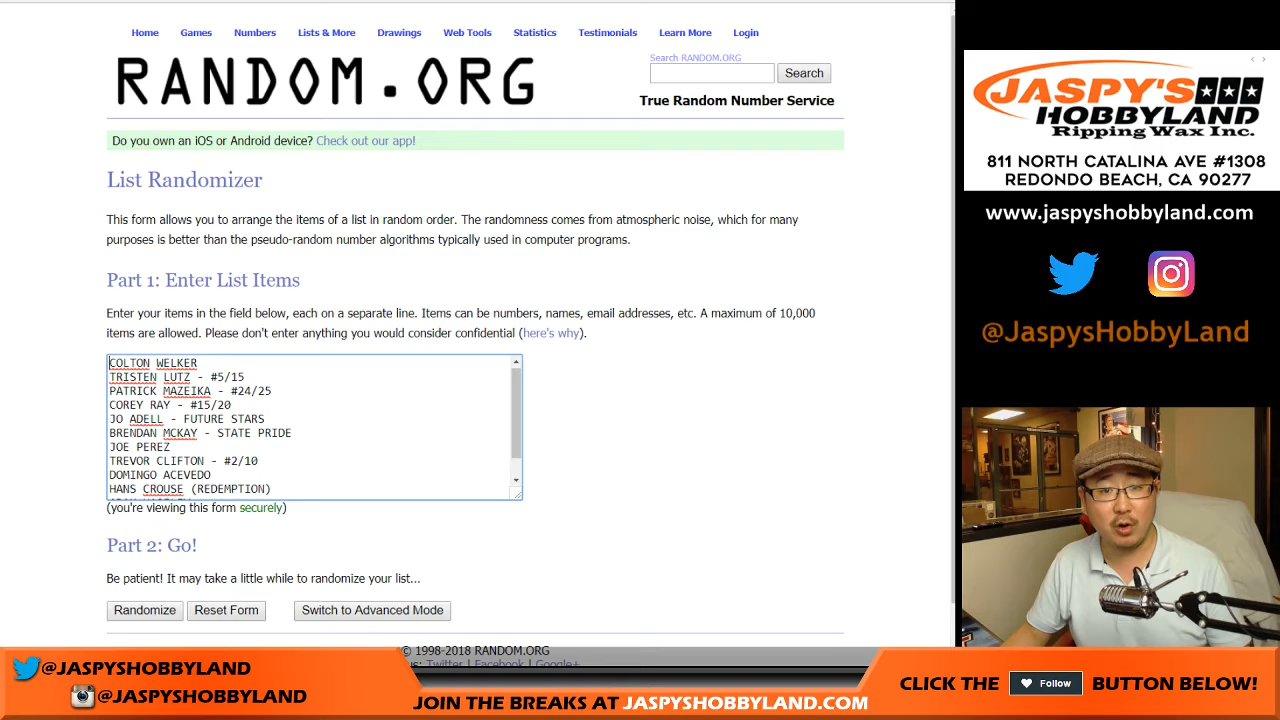 Home Games Numbers Lists & More Drawings Web Tools Statistics Testimonials Learn More Login
RANDOM.ORG
Search RANDOM.ORG
Search
True Random Number Service
Do you own an iOS or Android device? Check out our app!
List Randomizer
This form allows you to arrange the items of a list in random order. The randomness comes from atmospheric noise, which for many
purposes is better than the pseudo-random number algorithms typically used in computer programs.
Part 1: Enter List Items
Enter your items in the field below, each on a separate line. Items can be numbers, names, email addresses, etc. A maximum of 10,000
items are allowed. Please don't enter anything you would consider confidential (here's why).
COLTON WELKER
TRISTEN LUTZ - #5/15
PATRICK MAZEIKA - #24/25
COREY RAY - #15/20
JO ADELL - FUTURE STARS
BRENDAN MCKAY - STATE PRIDE
JOE PEREZ
TREVOR CLIFTON - #2/10
DOMINGO ACEVEDO
HANS CROUSE (REDEMPTION)
(you're viewing this form securely)
Part 2: Go!
Be patient! It may take a little while to randomize your list...
Randomize Reset Form Switch to Advanced Mode
© 1998-2018 RANDOM.ORG
Twitter | Facebook | Google+
JASPY'S
HOBBYLAND
Ripping Wax Inc.
811 NORTH CATALINA AVE #1308
REDONDO BEACH, CA 90277
www.jaspyshobbyland.com
@JaspysHobbyLand
@JASPYSHOBBYLAND
@JASPYSHOBBYLAND
JOIN THE BREAKS AT JASPYSHOBBYLAND.COM
CLICK THE Follow BUTTON BELOW!